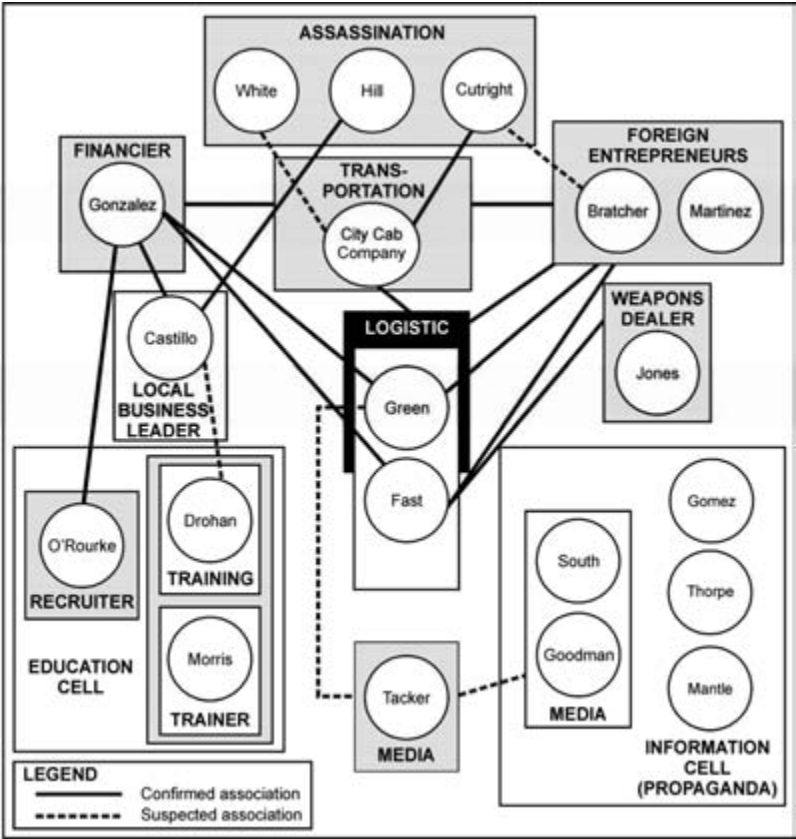 ASSASSINATION
White
Hill
Cutright
FINANCIER
Gonzalez
TRANS-
PORTATION
City Cab
Company
FOREIGN
ENTREPRENEURS
Bratcher
Martinez
Castillo
LOCAL
BUSINESS
LEADER
LOGISTIC
Green
Fast
WEAPONS
DEALER
Jones
O'Rourke
RECRUITER
Drohan
TRAINING
Morris
TRAINER
EDUCATION
CELL
Tacker
MEDIA
South
Goodman
MEDIA
Gomez
Thorpe
Mantle
INFORMATION
CELL
(PROPAGANDA)
LEGEND
Confirmed association
Suspected association